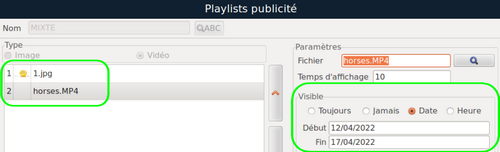 Playlists publicité
Nom MIXTE ABC
Type
Image Vidéo
1 1.jpg
2 horses.MP4
Paramètres
Fichier horses.MP4
Temps d'affichage 10
Visible
Toujours Jamais Date Heure
Début 12/04/2022
Fin 17/04/2022